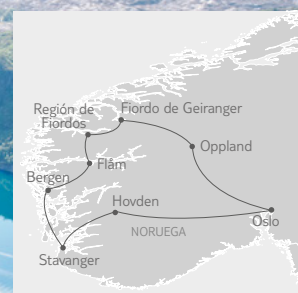 Región de
Fiordos
Fiordo de Geiranger
Oppland
Flåm
Bergen
Hovden
Oslo
NORUEGA
Stavanger